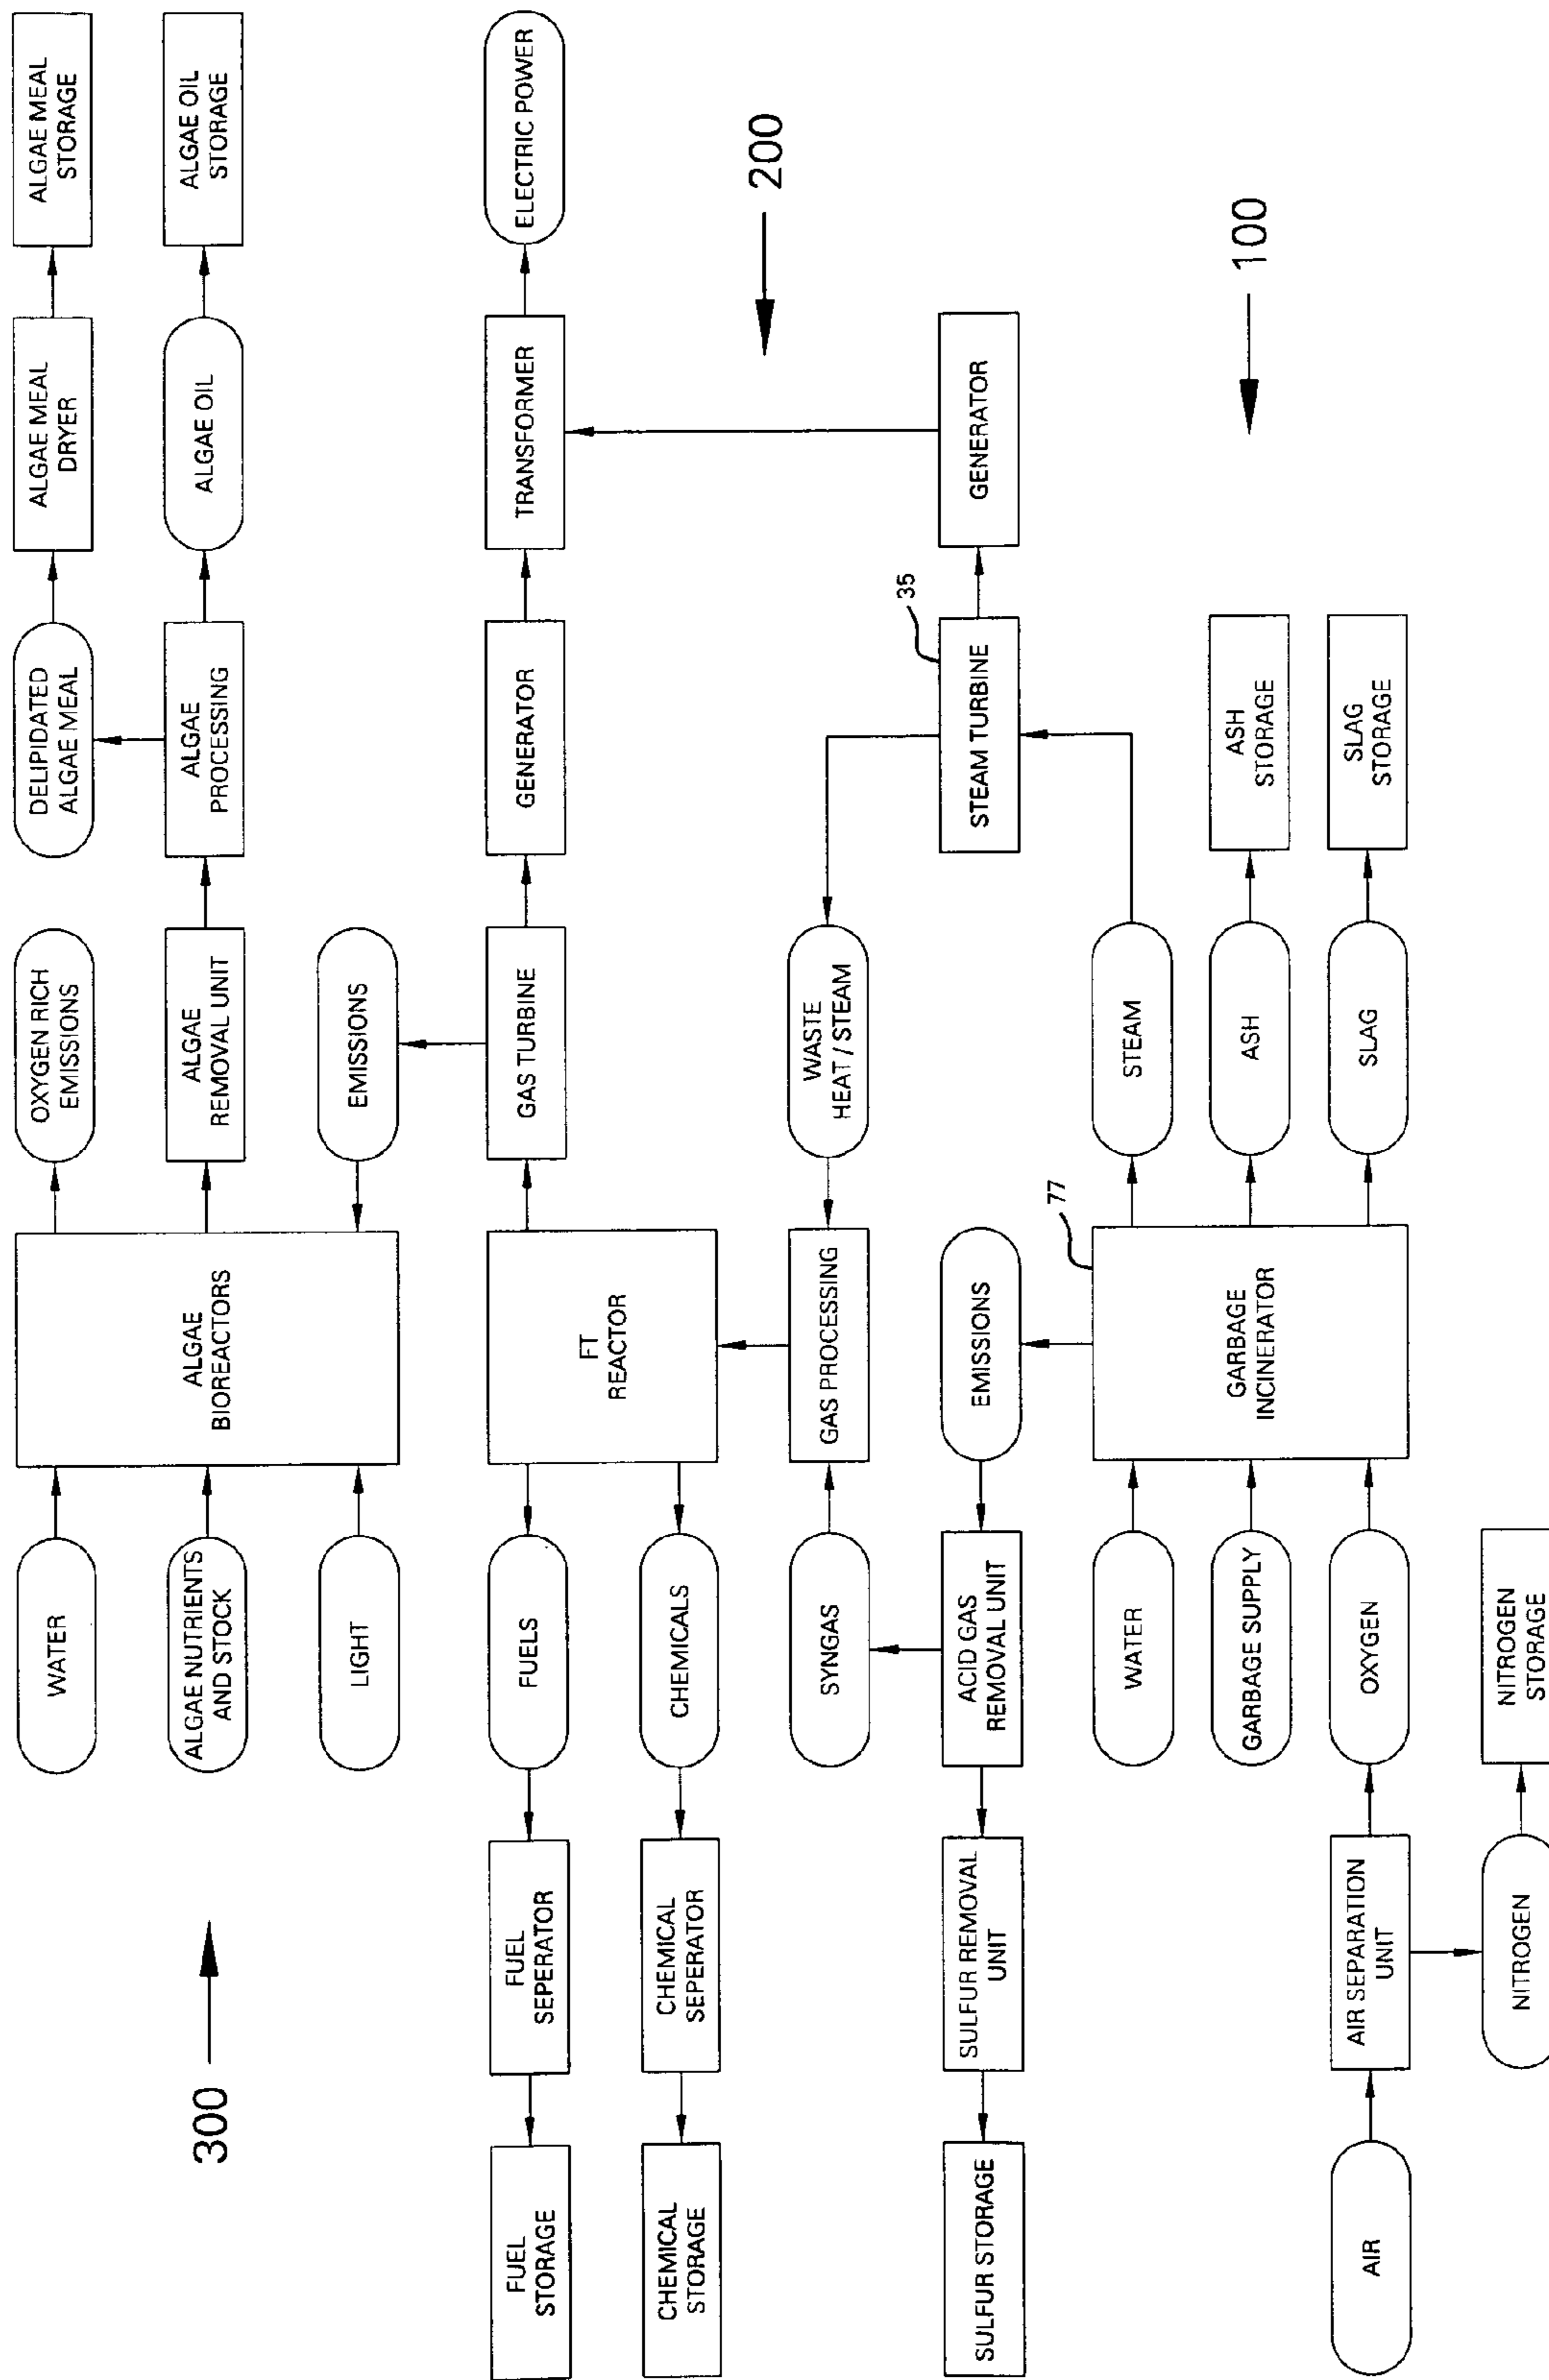 300
WATER
ALGAE NUTRIENTS
AND STOCK
LIGHT
ALGAE
BIOREACTORS
OXYGEN RICH
EMISSIONS
ALGAE
REMOVAL UNIT
EMISSIONS
DELIPIDATED
ALGAE MEAL
ALGAE
PROCESSING
ALGAE MEAL
DRYER
ALGAE OIL
ALGAE MEAL
STORAGE
ALGAE OIL
STORAGE
FUEL
STORAGE
FUEL
SEPERATOR
FUELS
CHEMICAL
STORAGE
CHEMICAL
SEPERATOR
CHEMICALS
FT
REACTOR
GAS TURBINE
GENERATOR
TRANSFORMER
ELECTRIC POWER
200
SYNGAS
GAS PROCESSING
WASTE
HEAT / STEAM
SULFUR STORAGE
SULFUR REMOVAL
UNIT
ACID GAS
REMOVAL UNIT
EMISSIONS
STEAM TURBINE
35
GENERATOR
100
WATER
GARBAGE SUPPLY
OXYGEN
GARBAGE
INCINERATOR
77
STEAM
ASH
SLAG
ASH
STORAGE
SLAG
STORAGE
AIR
AIR SEPARATION
UNIT
NITROGEN
NITROGEN
STORAGE